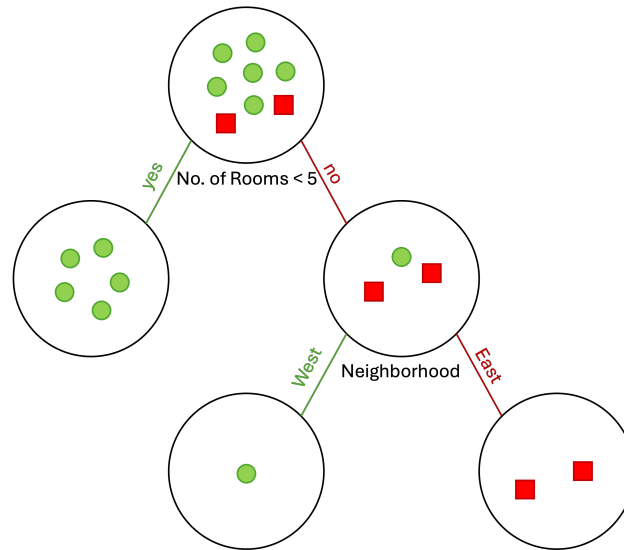 yes
No. of Rooms < 5
no
West
Neighborhood
East